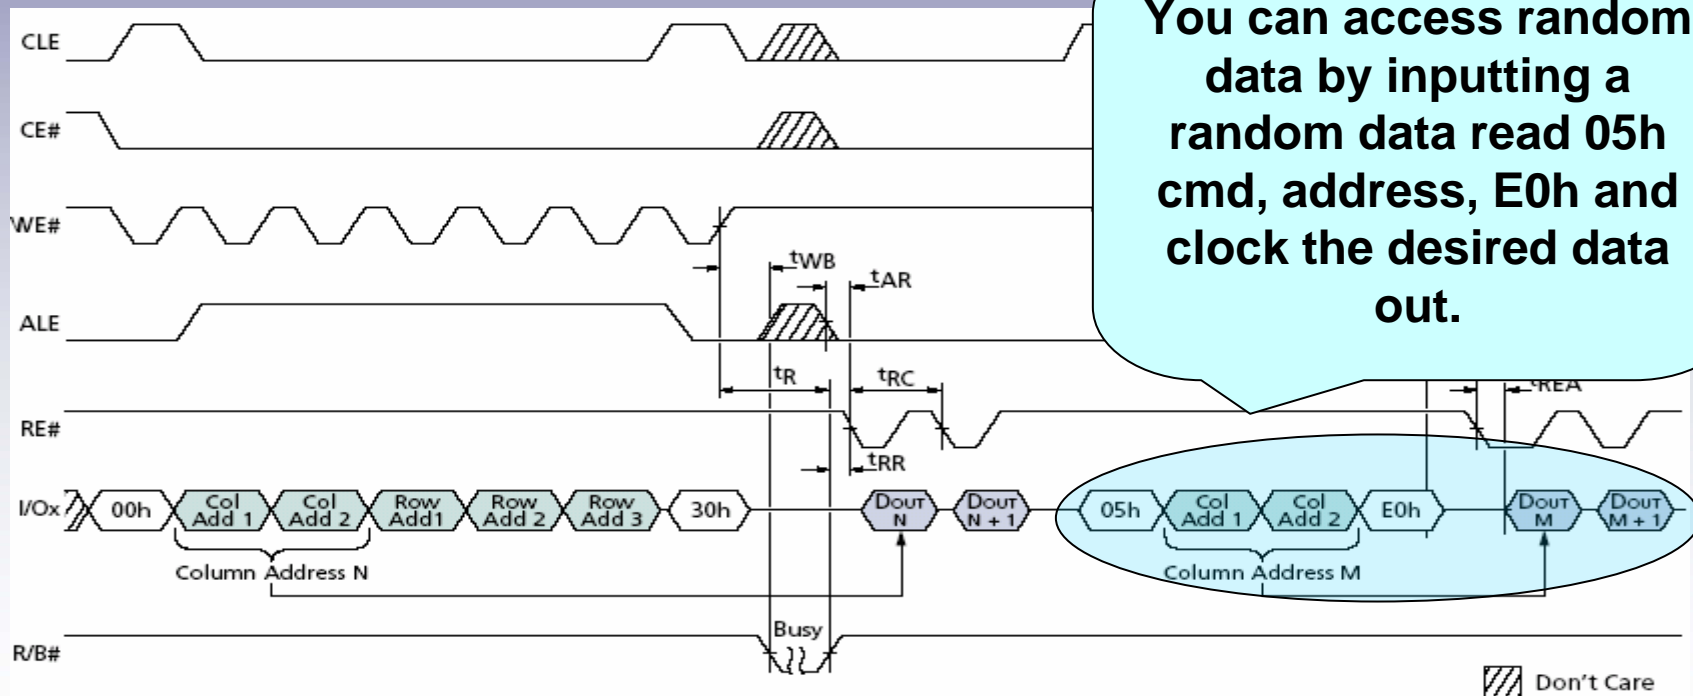 You can access random
data by inputting a
random data read 05h
cmd, address, E0h and
clock the desired data
out.
CLE
CE#
WE#
tWB
tAR
ALE
tR
tRC
tREA
RE#
tRR
I/Ox 00h Col Add 1 Col Add 2 Row Add1 Row Add 2 Row Add 3 30h DOUT N DOUT N + 1 05h Col Add 1 Col Add 2 E0h DOUT M DOUT M + 1
Column Address N
Column Address M
Busy
R/B#
Don't Care